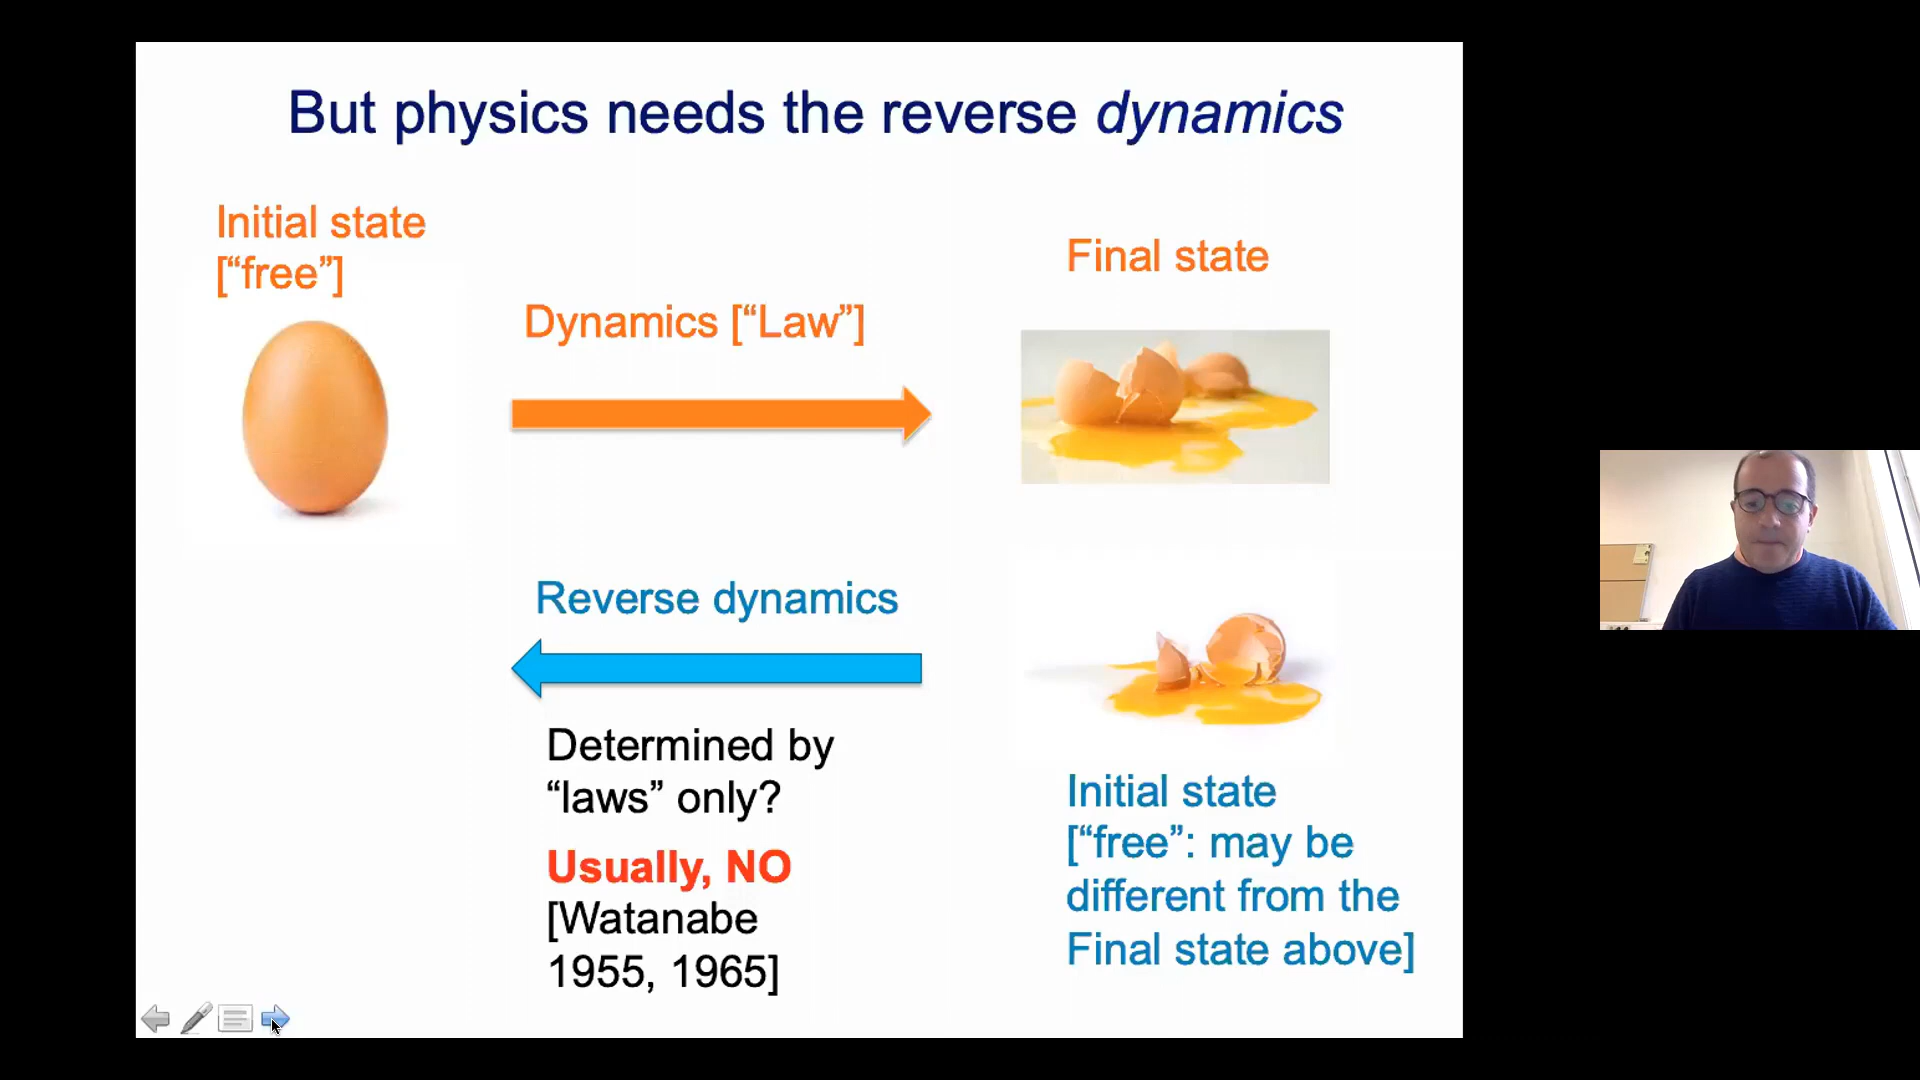 But physics needs the reverse dynamics
Initial state
[“free”]
Dynamics [“Law”]
Final state
Reverse dynamics
Determined by
“laws” only?
Usually, NO
[Watanabe
1955, 1965]
Initial state
[“free”: may be
different from the
Final state above]